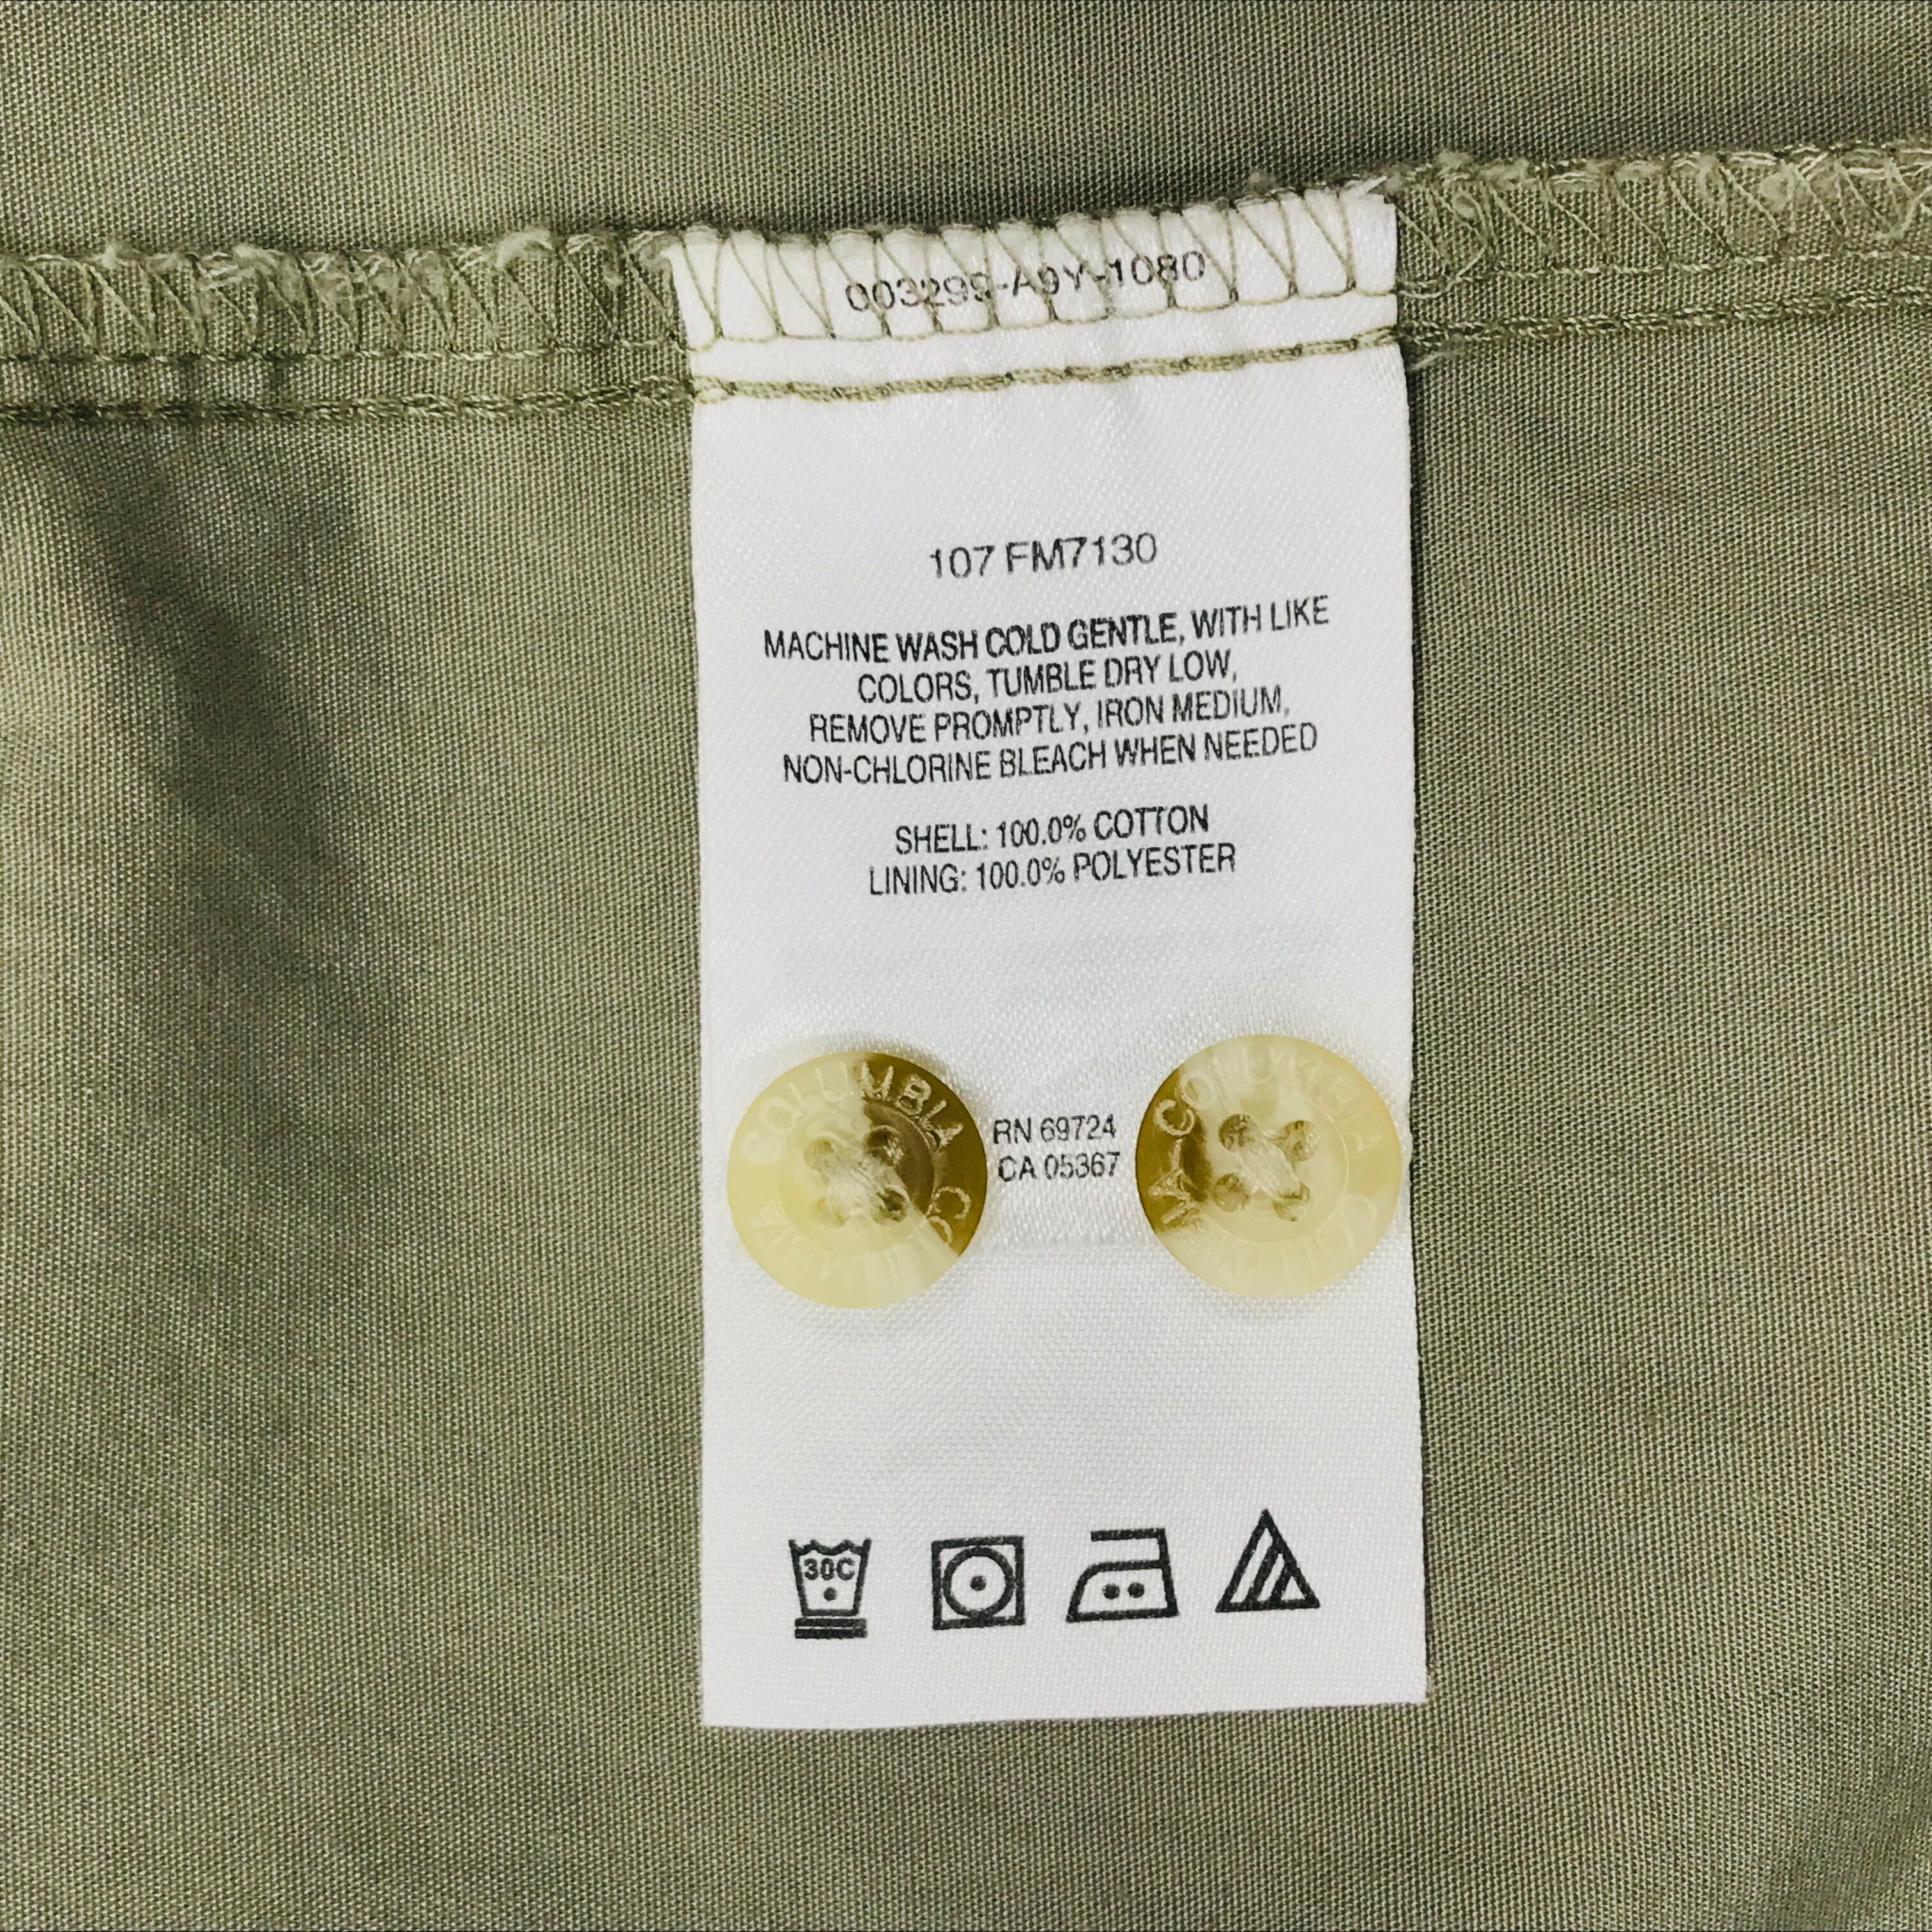 003299-A9Y-1080
107 FM7130
MACHINE WASH COLD GENTLE, WITH LIKE
COLORS, TUMBLE DRY LOW,
REMOVE PROMPTLY, IRON MEDIUM,
NON-CHLORINE BLEACH WHEN NEEDED
SHELL: 100.0% COTTON
LINING: 100.0% POLYESTER
COLUMBIA
COLUMBIA
RN 69724
CA 05367
COLUMBIA
COLUMBIA
30C